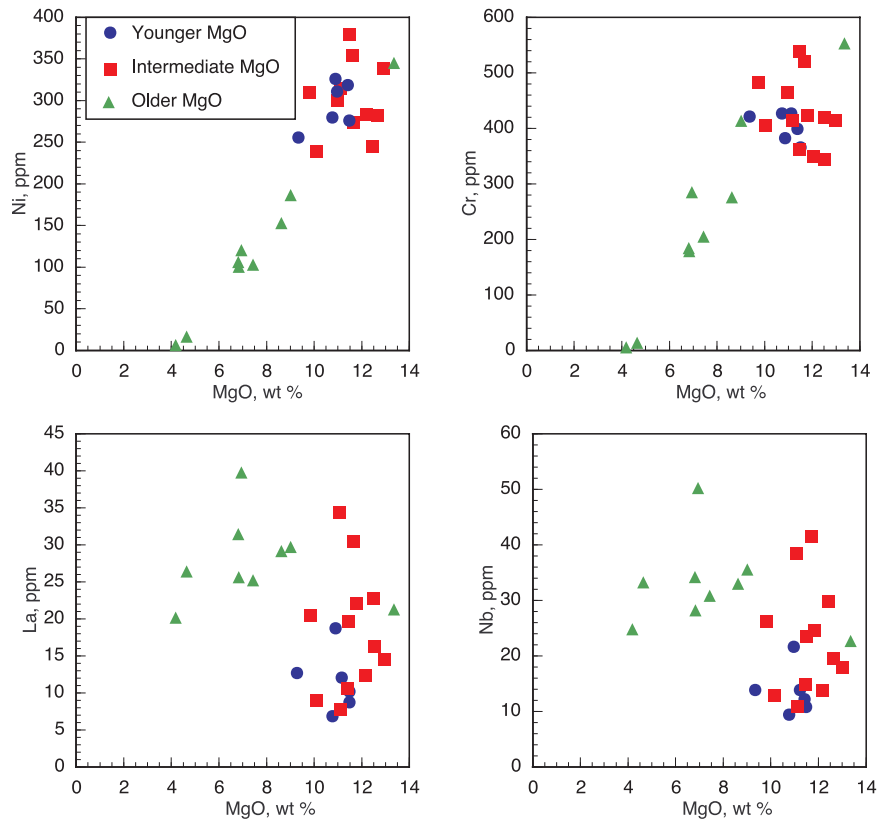 400
350
300
250
200
150
100
50
0
Ni, ppm
Younger MgO
Intermediate MgO
Older MgO
0 2 4 6 8 10 12 14
MgO, wt %
600
500
400
300
200
100
0
Cr, ppm
0 2 4 6 8 10 12 14
MgO, wt %
45
40
35
30
25
20
15
10
5
0
La, ppm
0 2 4 6 8 10 12 14
MgO, wt %
60
50
40
30
20
10
0
Nb, ppm
0 2 4 6 8 10 12 14
MgO, wt %